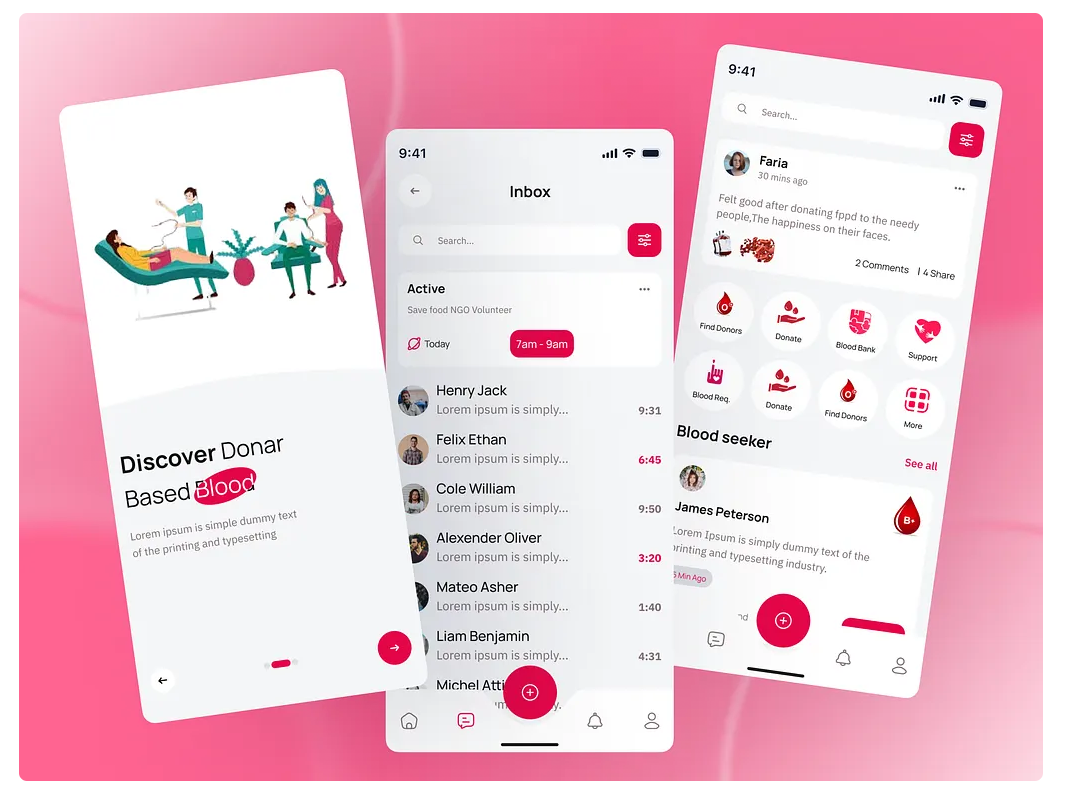 Discover Donar
Based Blood
Lorem ipsum is simple dummy text
of the printing and typesetting
9:41
Inbox
Search...
Active
Save food NGO Volunteer
Today
7am - 9am
Henry Jack
Lorem ipsum is simply...
9:31
Felix Ethan
Lorem ipsum is simply...
6:45
Cole William
Lorem ipsum is simply...
9:50
Alexender Oliver
Lorem ipsum is simply...
3:20
Mateo Asher
Lorem ipsum is simply...
1:40
Liam Benjamin
Lorem ipsum is simply...
4:31
Michel Atti
9:41
Search...
Faria
30 mins ago
Felt good after donating fppd to the needy
people,The happiness on their faces.
2 Comments | 4 Share
O+
Find Donors
Donate
Blood Bank
Support
Blood Req.
Donate
O+
Find Donors
More
Blood seeker
See all
James Peterson
B+
Lorem Ipsum is simply dummy text of the
printing and typesetting industry.
5 Min Ago